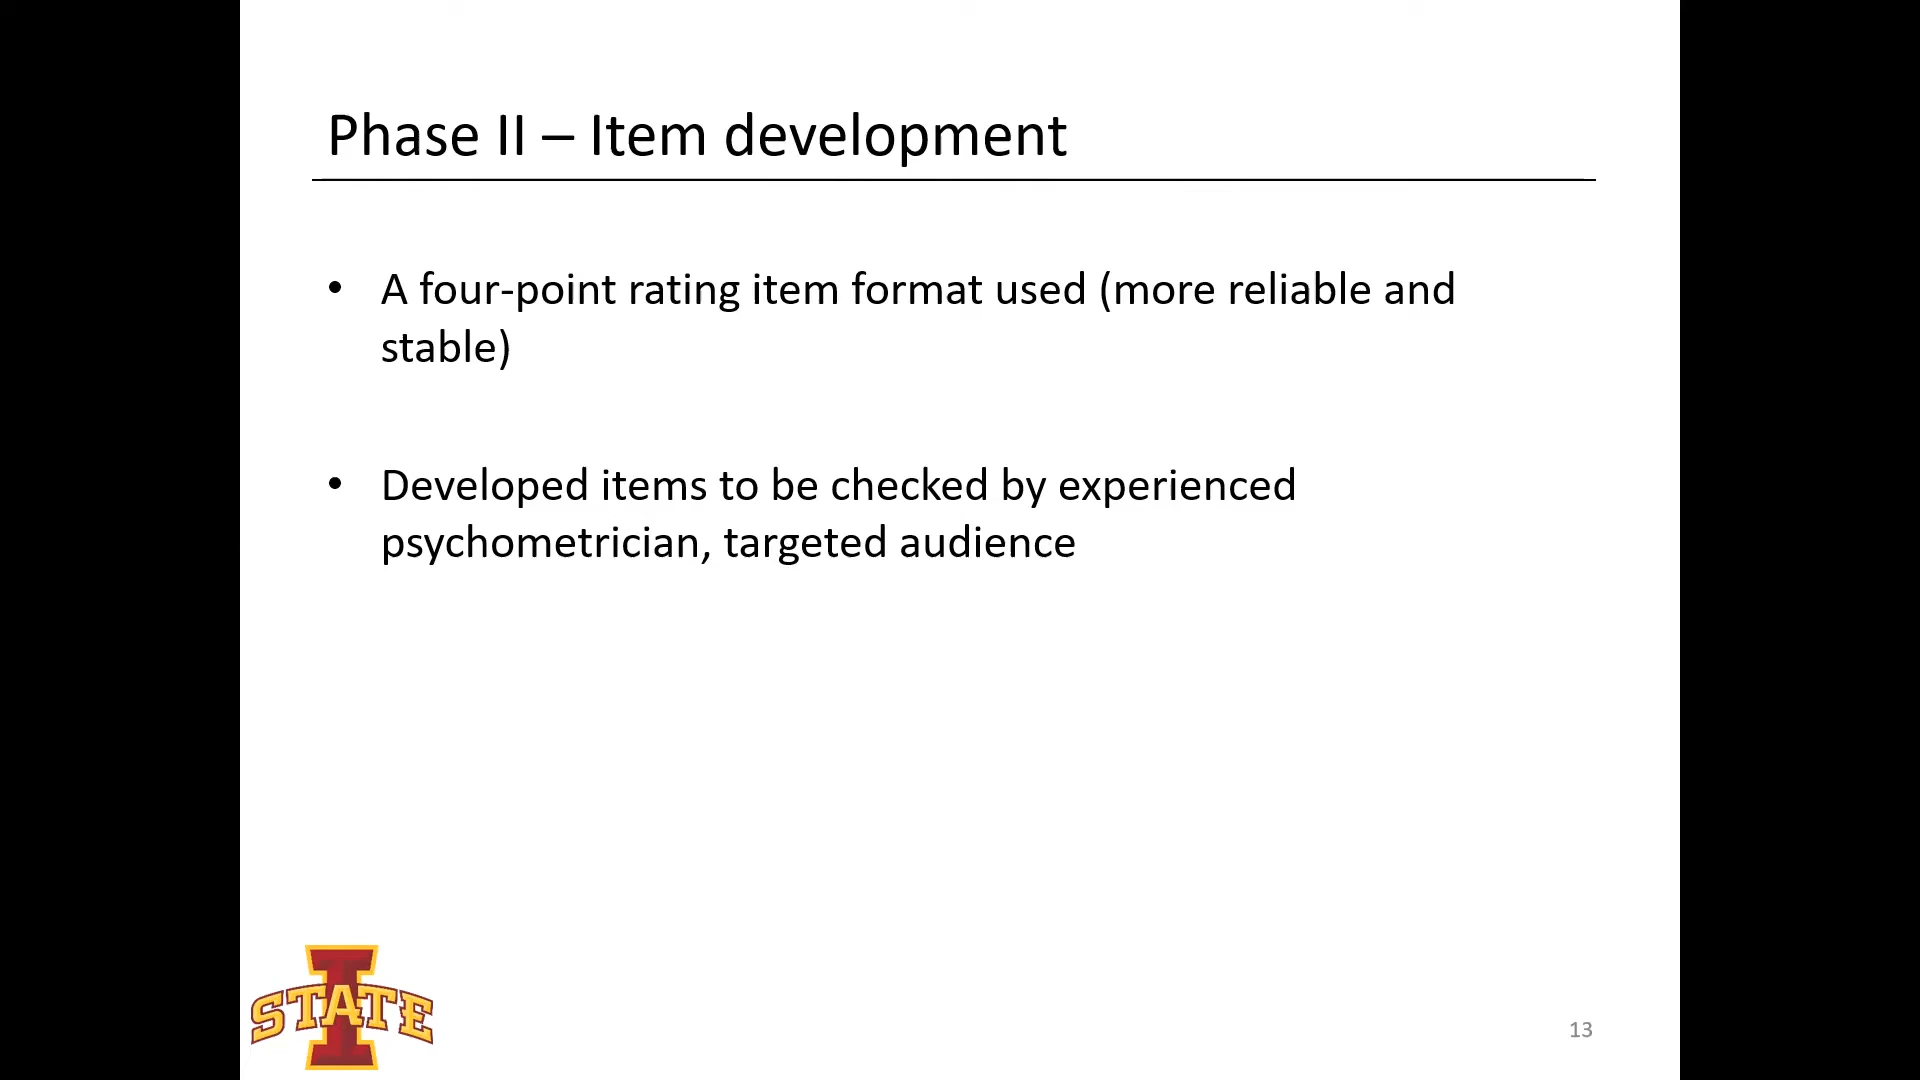 Phase II – Item development
• A four-point rating item format used (more reliable and
stable)
• Developed items to be checked by experienced
psychometrician, targeted audience
I
STATE
13